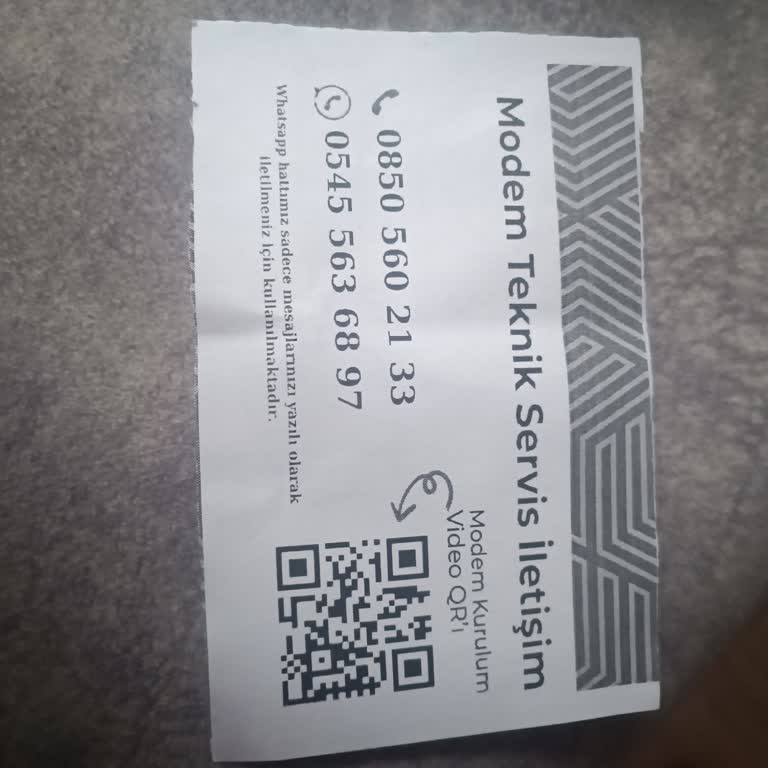 Modem Teknik Servis İletişim
0850 560 21 33
0545 563 68 97
Whatsapp hattımız sadece mesajlarınızı yazılı olarak
iletilmeniz için kullanılmaktadır.
Modem Kurulum
Video QR'ı